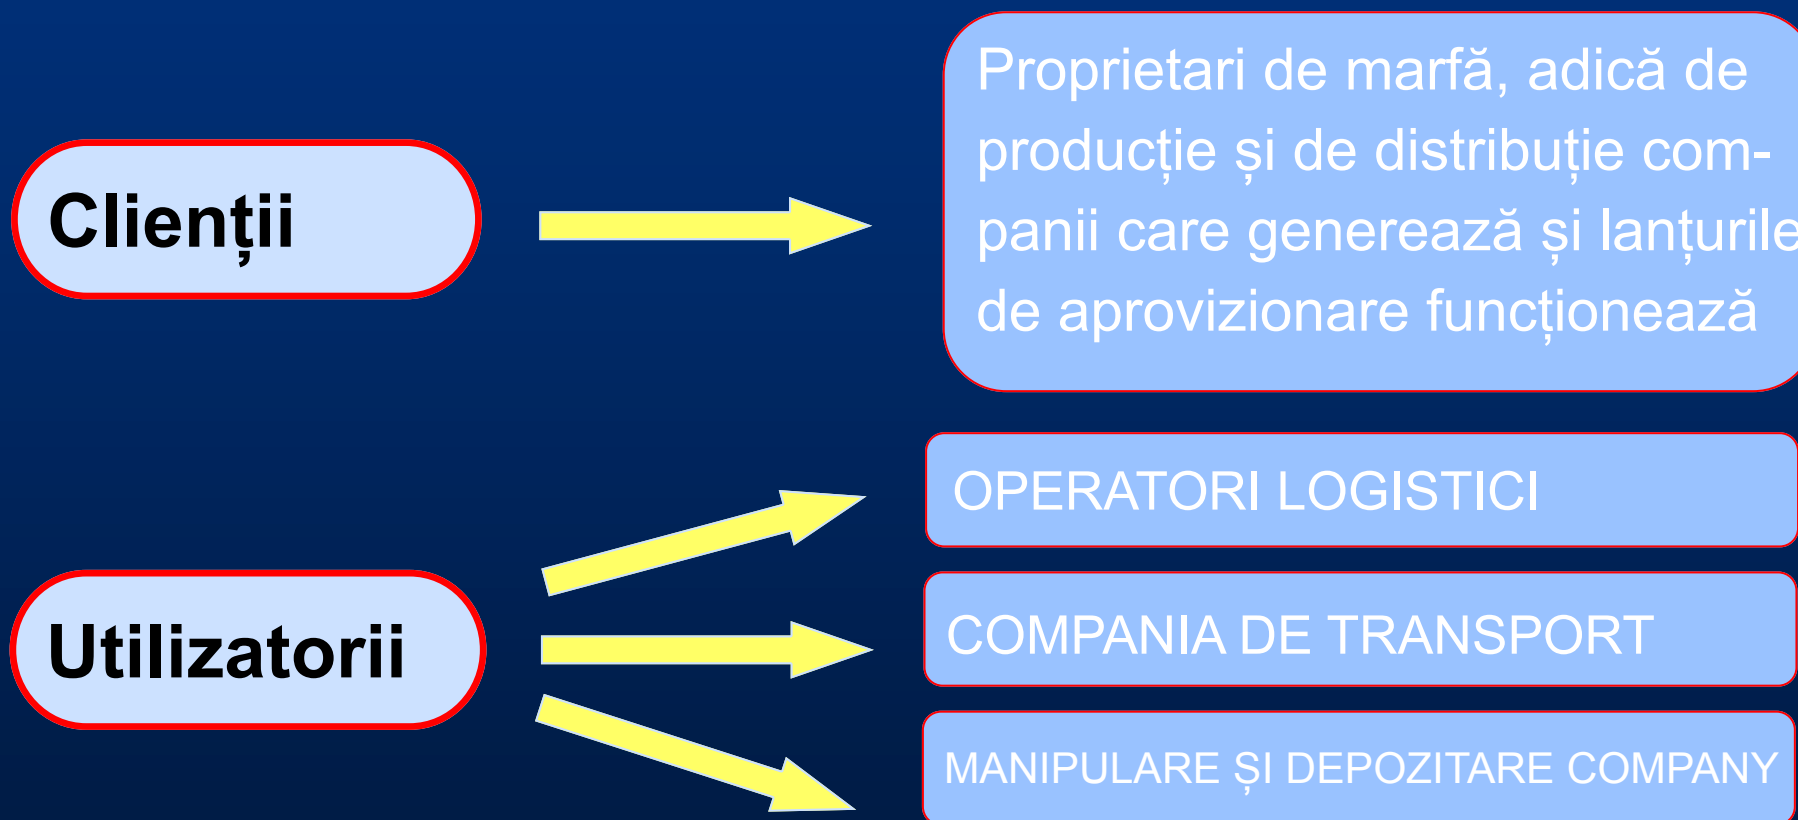 Clienții
Proprietari de marfă, adică de
producție și de distribuție com-
panii care generează și lanțurile
de aprovizionare funcționează
Utilizatorii
OPERATORI LOGISTICI
COMPANIA DE TRANSPORT
MANIPULARE ȘI DEPOZITARE COMPANY